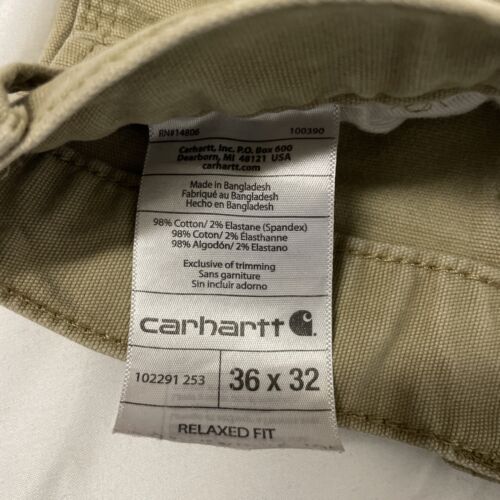 RN#14806 100390
Carhartt, Inc. P.O. Box 600
Dearborn, MI 48121 USA
carhartt.com
Made in Bangladesh
Fabriqué au Bangladesh
Hecho en Bangladesh
98% Cotton/ 2% Elastane (Spandex)
98% Coton/ 2% Élasthanne
98% Algodón/ 2% Elastano
Exclusive of trimming
Sans garniture
Sin incluir adorno
carhartt
102291 253 36 x 32
RELAXED FIT